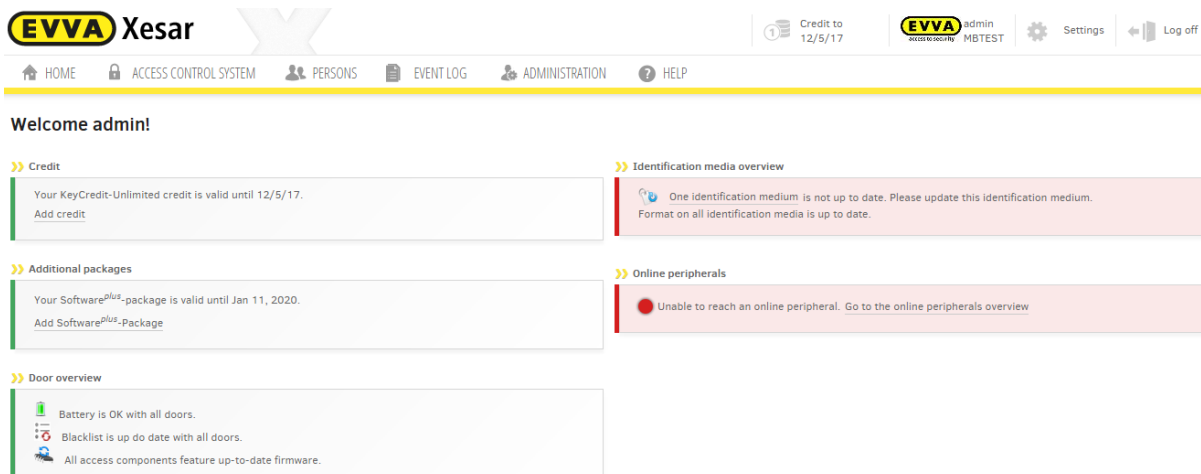 EVVA Xesar
Credit to
12/5/17
EVVA
access to security
admin
MBTEST
Settings
Log off
HOME
ACCESS CONTROL SYSTEM
PERSONS
EVENT LOG
ADMINISTRATION
HELP
Welcome admin!
Credit
Your KeyCredit-Unlimited credit is valid until 12/5/17.
Add credit
Additional packages
Your Softwareplus-package is valid until Jan 11, 2020.
Add Softwareplus-Package
Door overview
Battery is OK with all doors.
Blacklist is up do date with all doors.
All access components feature up-to-date firmware.
Identification media overview
One identification medium is not up to date. Please update this identification medium.
Format on all identification media is up to date.
Online peripherals
Unable to reach an online peripheral. Go to the online peripherals overview